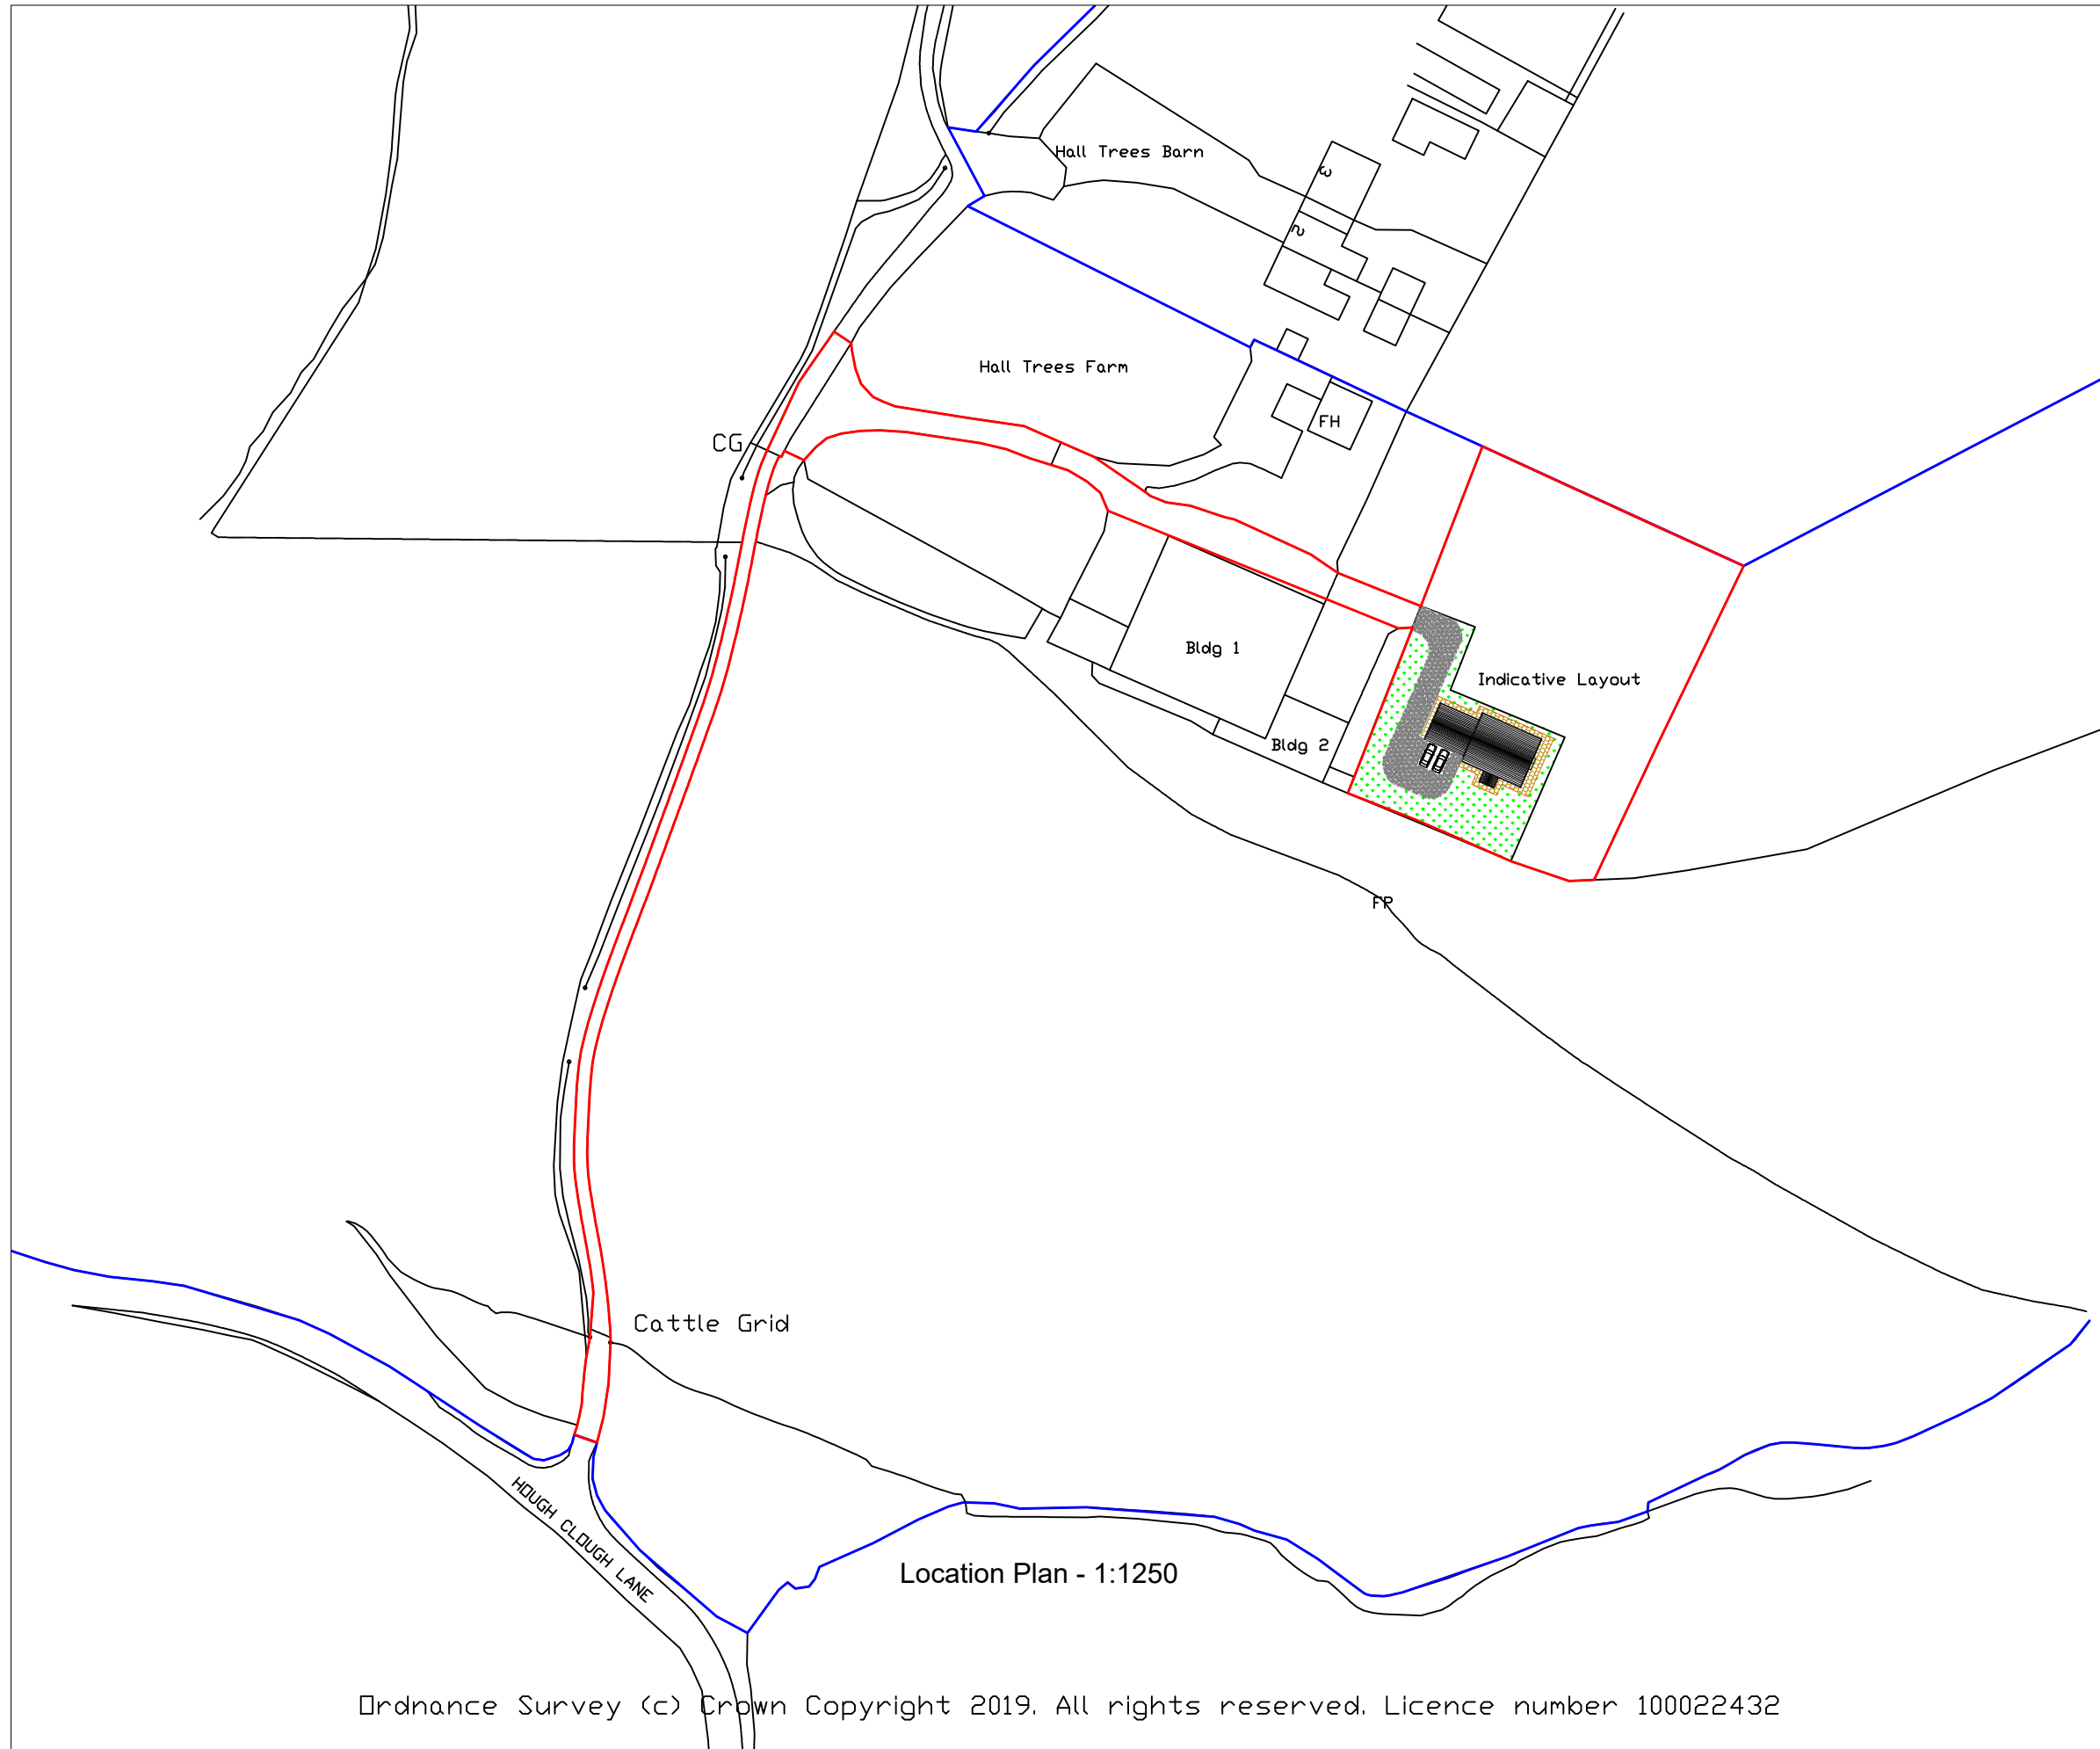 Hall Trees Barn
3
2
Hall Trees Farm
FH
CG
Bldg 1
Indicative Layout
Bldg 2
FP
Cattle Grid
HOUGH CLOUGH LANE
Location Plan - 1:1250
Ordnance Survey (c) Crown Copyright 2019. All rights reserved. Licence number 100022432